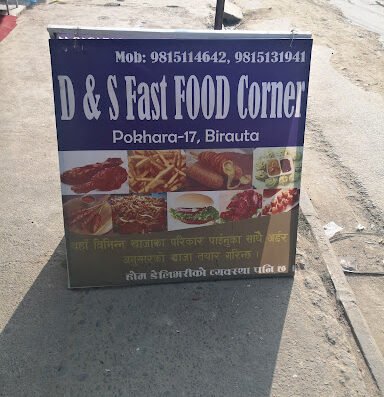 Mob: 9815114642, 9815131941
D & S Fast FOOD Corner
Pokhara-17, Birauta
यहाँ विभिन्न खाजाका परिकार पाईनुका साथै अर्डर
अनुसारको खाजा तयार गरिन्छ ।
होम डेलिभरीको व्यवस्था पनि छ